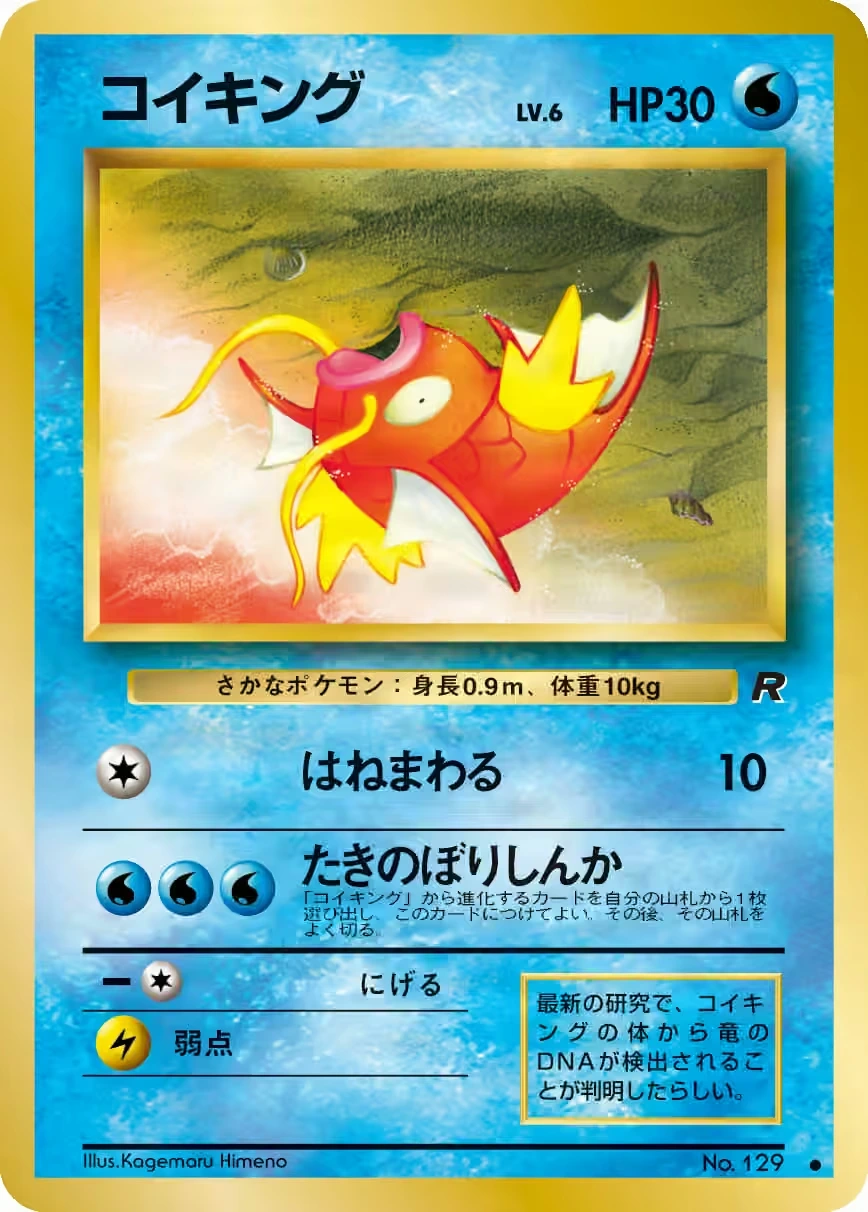 コイキング LV.6 HP30
さかなポケモン：身長0.9m、体重10kg R
はねまわる 10
たきのぼりしんか
「コイキング」から進化するカードを自分の山札から1枚
選び出し、このカードにつけてよい。その後、その山札を
よく切る。
にげる
弱点
最新の研究で、コイキ
ングの体から竜の
DNAが検出されるこ
とが判明したらしい。
Illus.Kagemaru Himeno No. 129